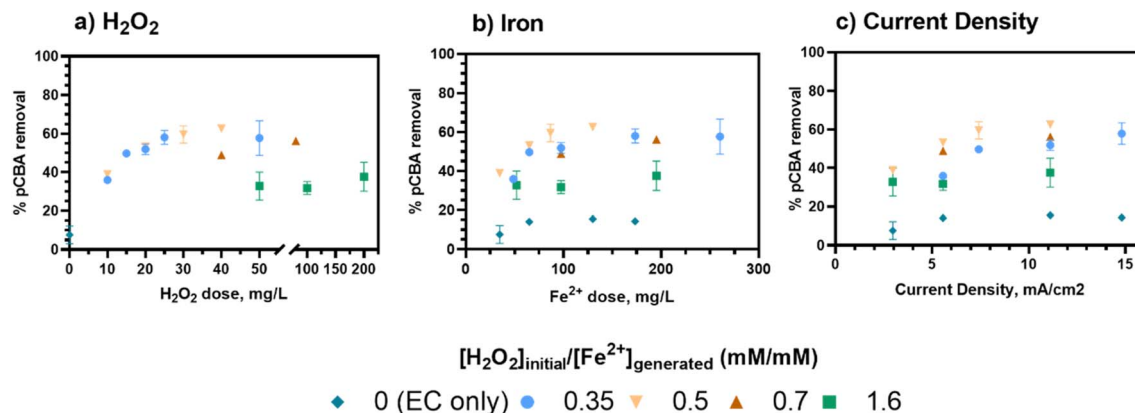 a) H₂O₂
b) Iron
c) Current Density
% pCBA removal
100
80
60
40
20
0
0 10 20 30 40 50 100 150 200
H₂O₂ dose, mg/L
% pCBA removal
100
80
60
40
20
0
0 100 200 300
Fe²⁺ dose, mg/L
% pCBA removal
100
80
60
40
20
0
0 5 10 15
Current Density, mA/cm2
[H₂O₂]initial/[Fe²⁺]generated (mM/mM)
0 (EC only) 0.35 0.5 0.7 1.6